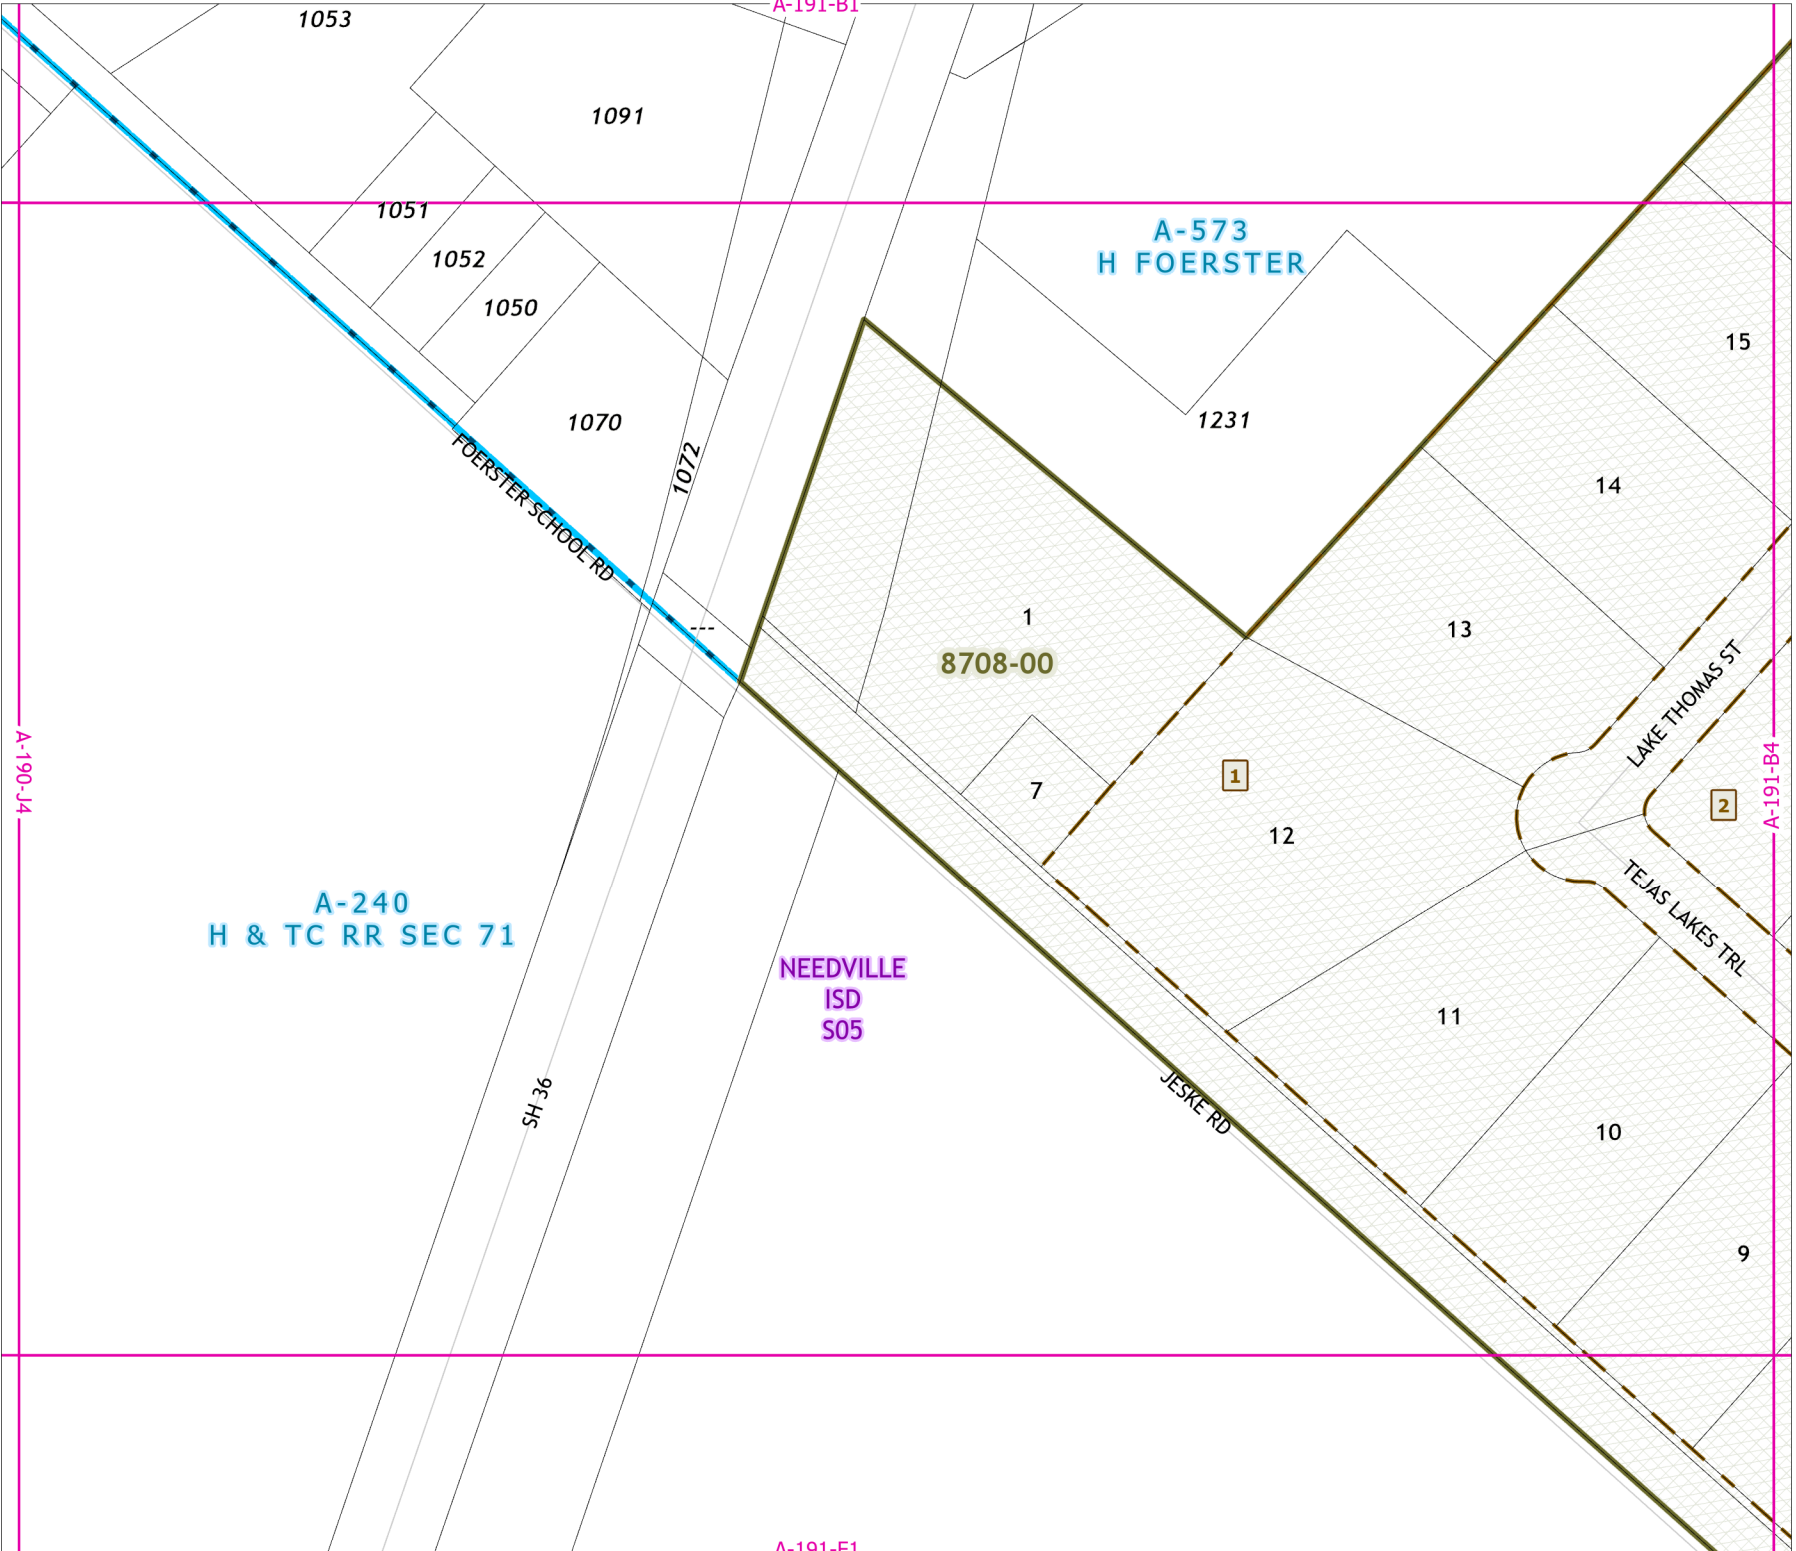 A-191-B1
1053
1091
1051
A-573
H FOERSTER
1052
1050
15
1070
1231
1072
14
FOERSTER SCHOOL RD
1
13
---
8708-00
LAKE THOMAS ST
A-190-J4
1
7
A-191-B4
2
12
TEJAS LAKES TRL
A-240
H & TC RR SEC 71
NEEDVILLE
ISD
S05
11
SH 36
JESKE RD
10
9
A-191-E1